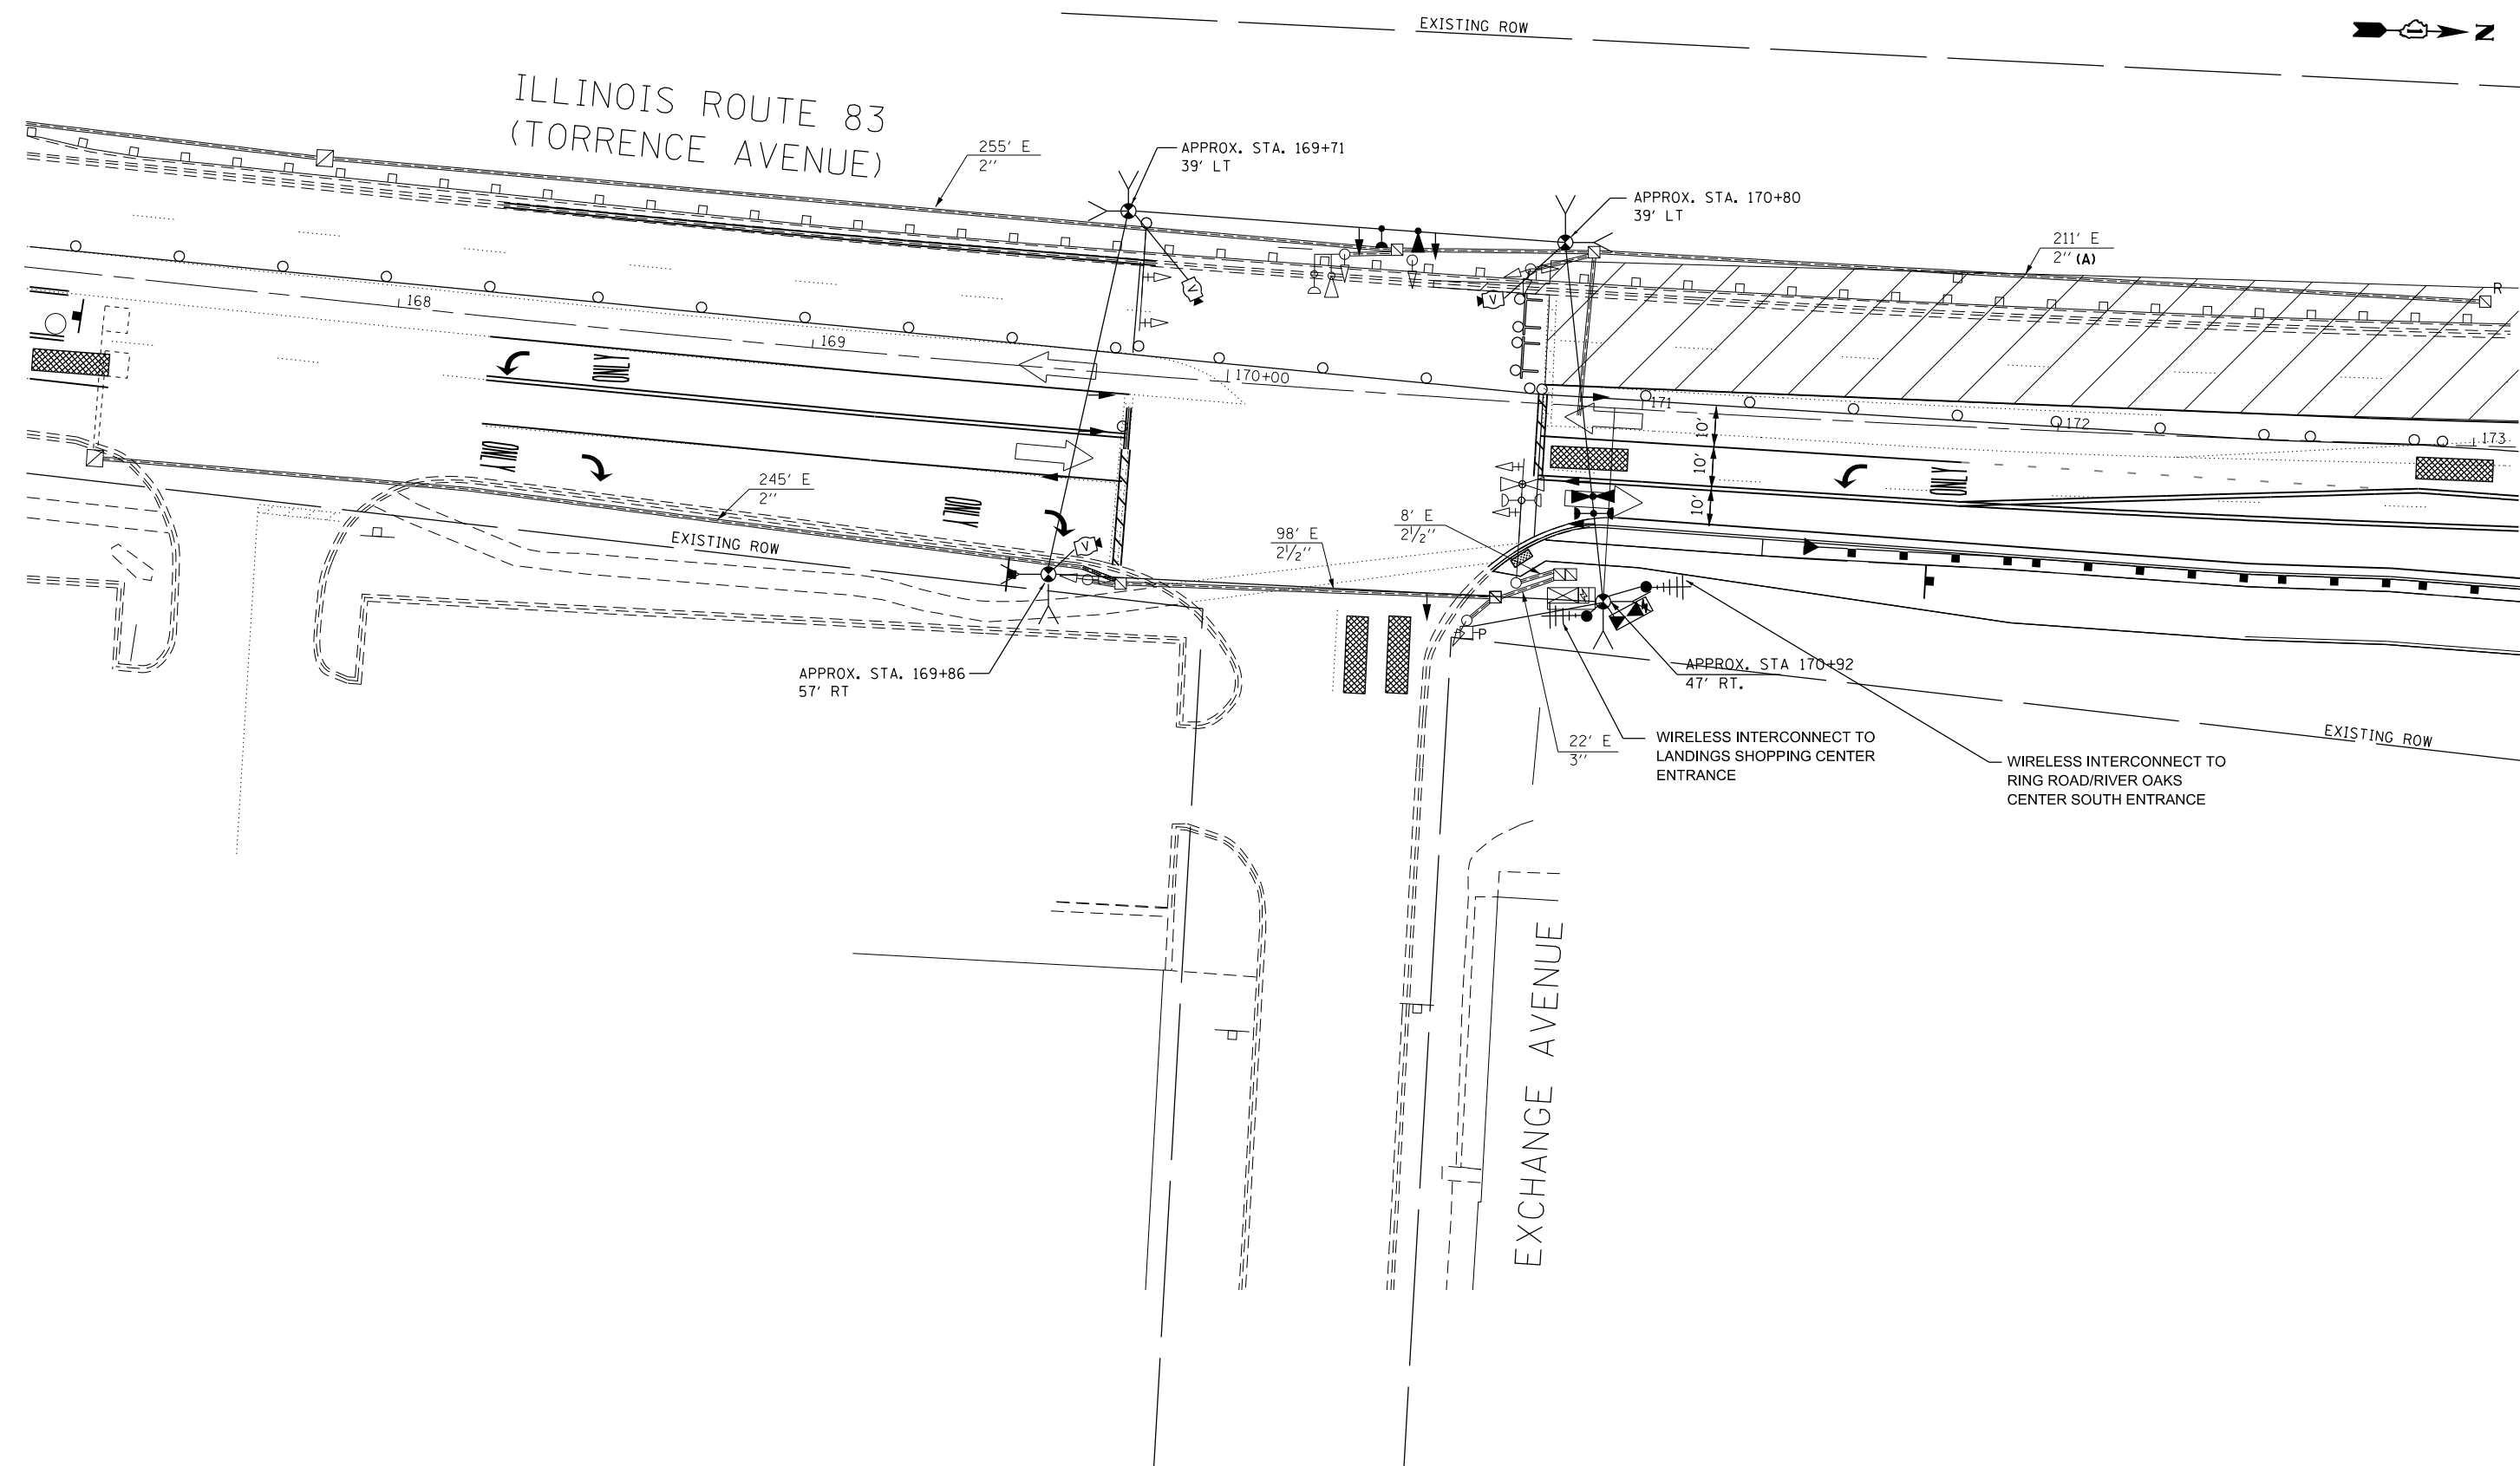 EXISTING ROW
N
ILLINOIS ROUTE 83
(TORRENCE AVENUE)
255' E
2''
APPROX. STA. 169+71
39' LT
APPROX. STA. 170+80
39' LT
211' E
2'' (A)
R
168
169
170+00
171
172
173
V
V
10'
10'
10'
ONLY
ONLY
ONLY
ONLY
245' E
2''
EXISTING ROW
V
98' E
2 1/2''
8' E
2 1/2''
P
APPROX. STA. 169+86
57' RT
APPROX. STA 170+92
47' RT.
22' E
3''
WIRELESS INTERCONNECT TO
LANDINGS SHOPPING CENTER
ENTRANCE
WIRELESS INTERCONNECT TO
RING ROAD/RIVER OAKS
CENTER SOUTH ENTRANCE
EXISTING ROW
EXCHANGE AVENUE